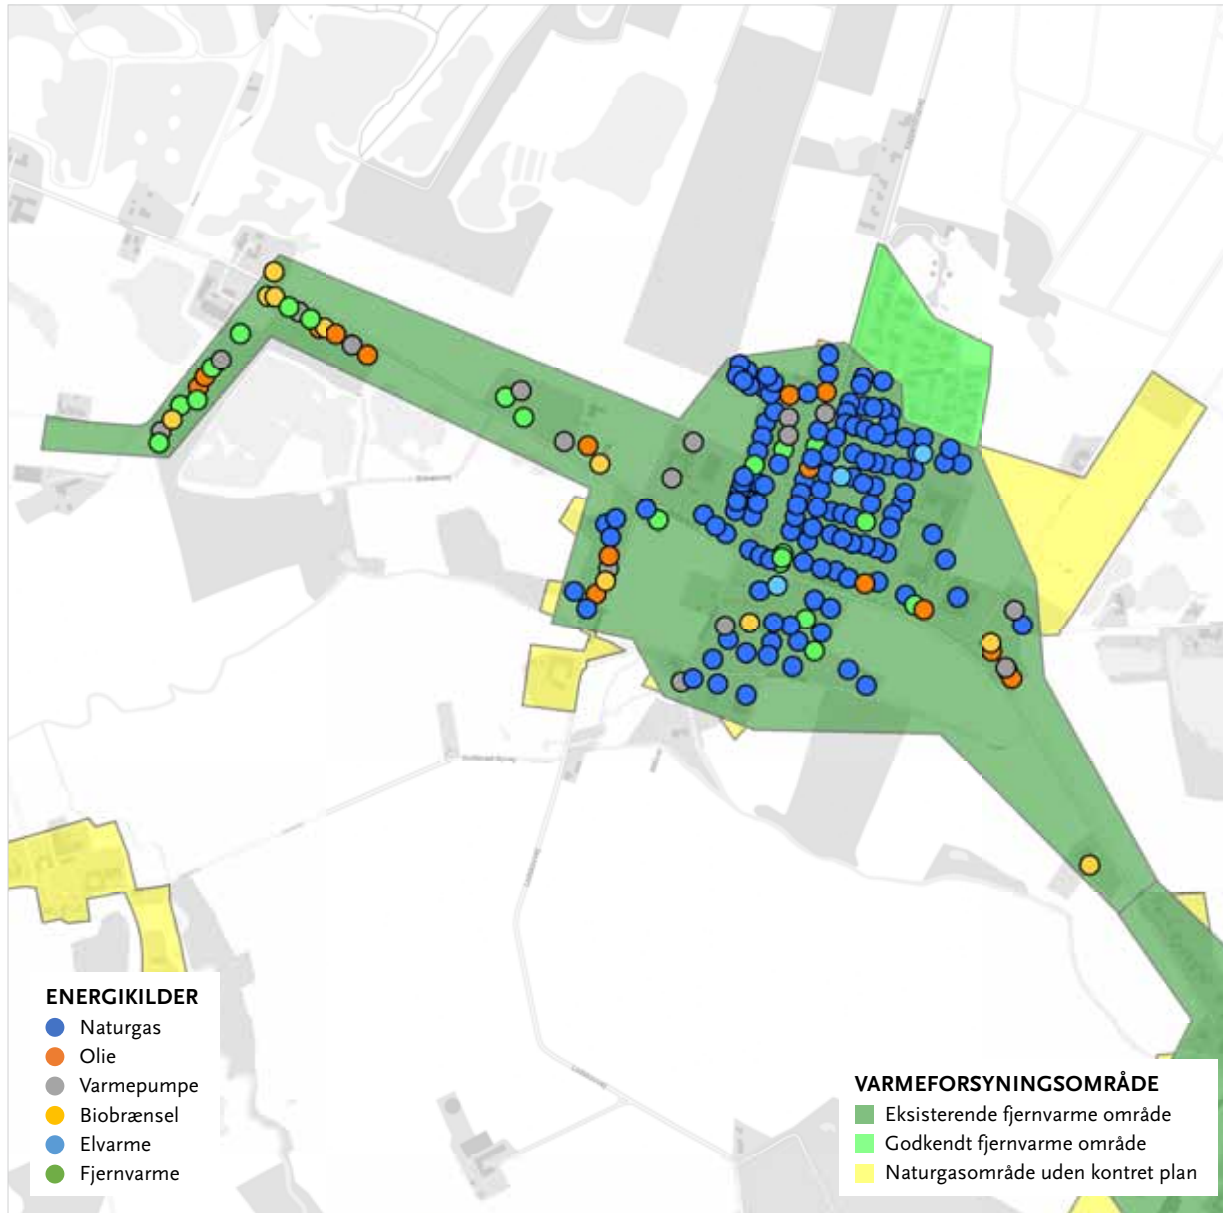 ENERGIKILDER
Naturgas
Olie
Varmepumpe
Biobrænsel
Elvarme
Fjernvarme
VARMEFORSYNINGSOMRÅDE
Eksisterende fjernvarme område
Godkendt fjernvarme område
Naturgasområde uden kontret plan